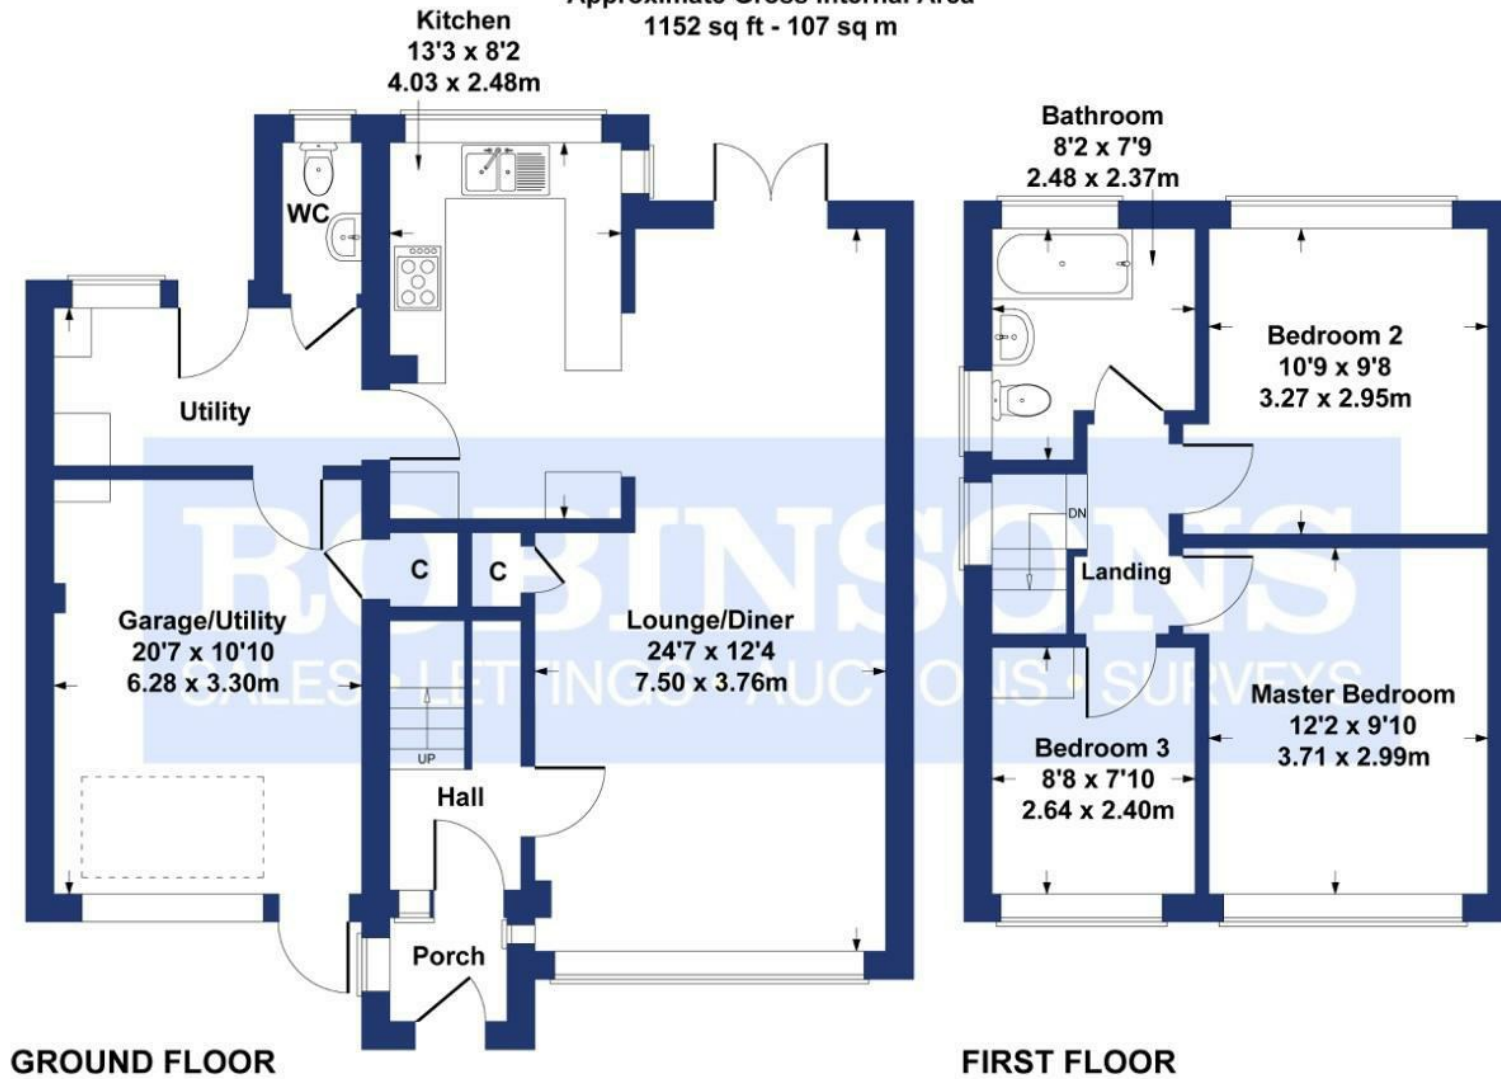 Approximate Gross Internal Area
1152 sq ft - 107 sq m
Kitchen
13'3 x 8'2
4.03 x 2.48m
WC
Utility
C
C
Garage/Utility
20'7 x 10'10
6.28 x 3.30m
Lounge/Diner
24'7 x 12'4
7.50 x 3.76m
UP
Hall
Porch
GROUND FLOOR
Bathroom
8'2 x 7'9
2.48 x 2.37m
Bedroom 2
10'9 x 9'8
3.27 x 2.95m
DN
Landing
Master Bedroom
12'2 x 9'10
3.71 x 2.99m
Bedroom 3
8'8 x 7'10
2.64 x 2.40m
FIRST FLOOR
ROBINSONS
SALES • LETTINGS • AUCTIONS • SURVEYS